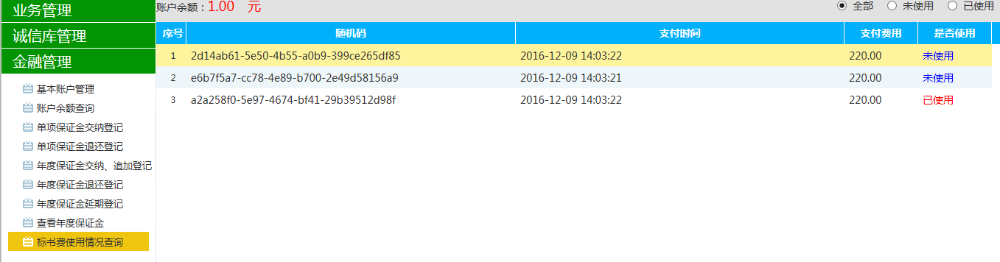 业务管理
诚信库管理
金融管理
基本账户管理
账户余额查询
单项保证金交纳登记
单项保证金退还登记
年度保证金交纳、追加登记
年度保证金退还登记
年度保证金延期登记
查看年度保证金
标书费使用情况查询
账户余额：1.00 元 全部 未使用 已使用
序号 随机码 支付时间 支付费用 是否使用
1 2d14ab61-5e50-4b55-a0b9-399ce265df85 2016-12-09 14:03:22 220.00 未使用
2 e6b7f5a7-cc78-4e89-b700-2e49d58156a9 2016-12-09 14:03:21 220.00 未使用
3 a2a258f0-5e97-4674-bf41-29b39512d98f 2016-12-09 14:03:22 220.00 已使用